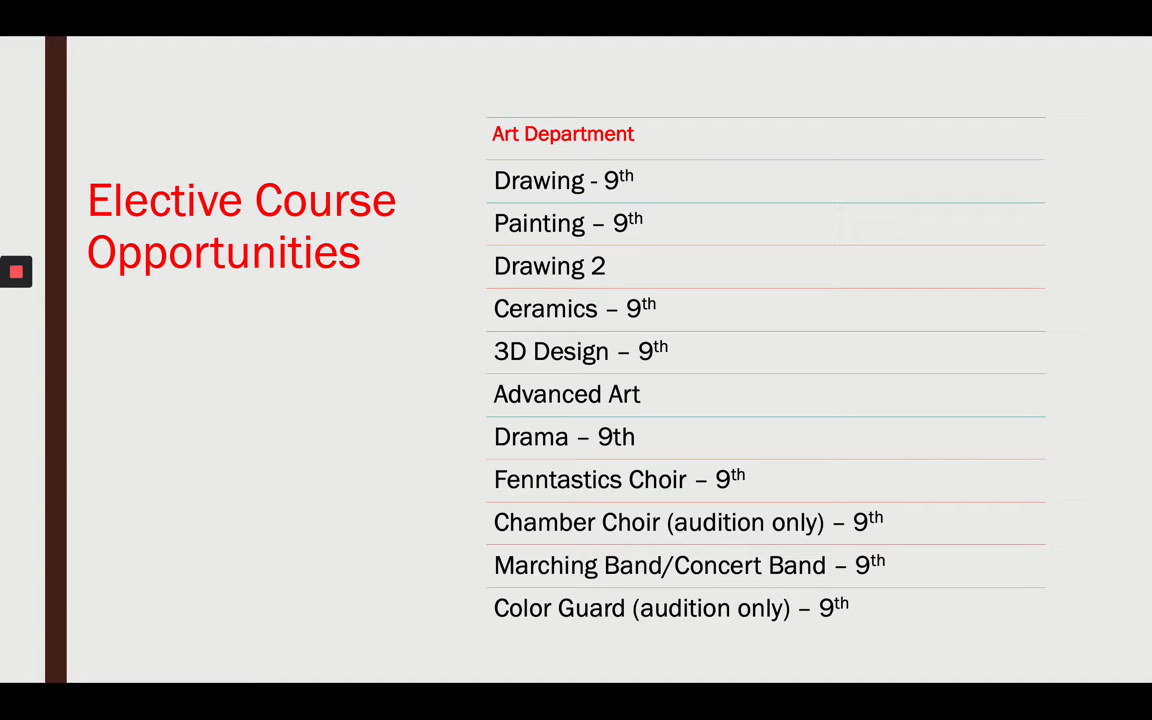 Elective Course
Opportunities
Art Department
Drawing - 9th
Painting – 9th
Drawing 2
Ceramics – 9th
3D Design – 9th
Advanced Art
Drama – 9th
Fenntastics Choir – 9th
Chamber Choir (audition only) – 9th
Marching Band/Concert Band – 9th
Color Guard (audition only) – 9th